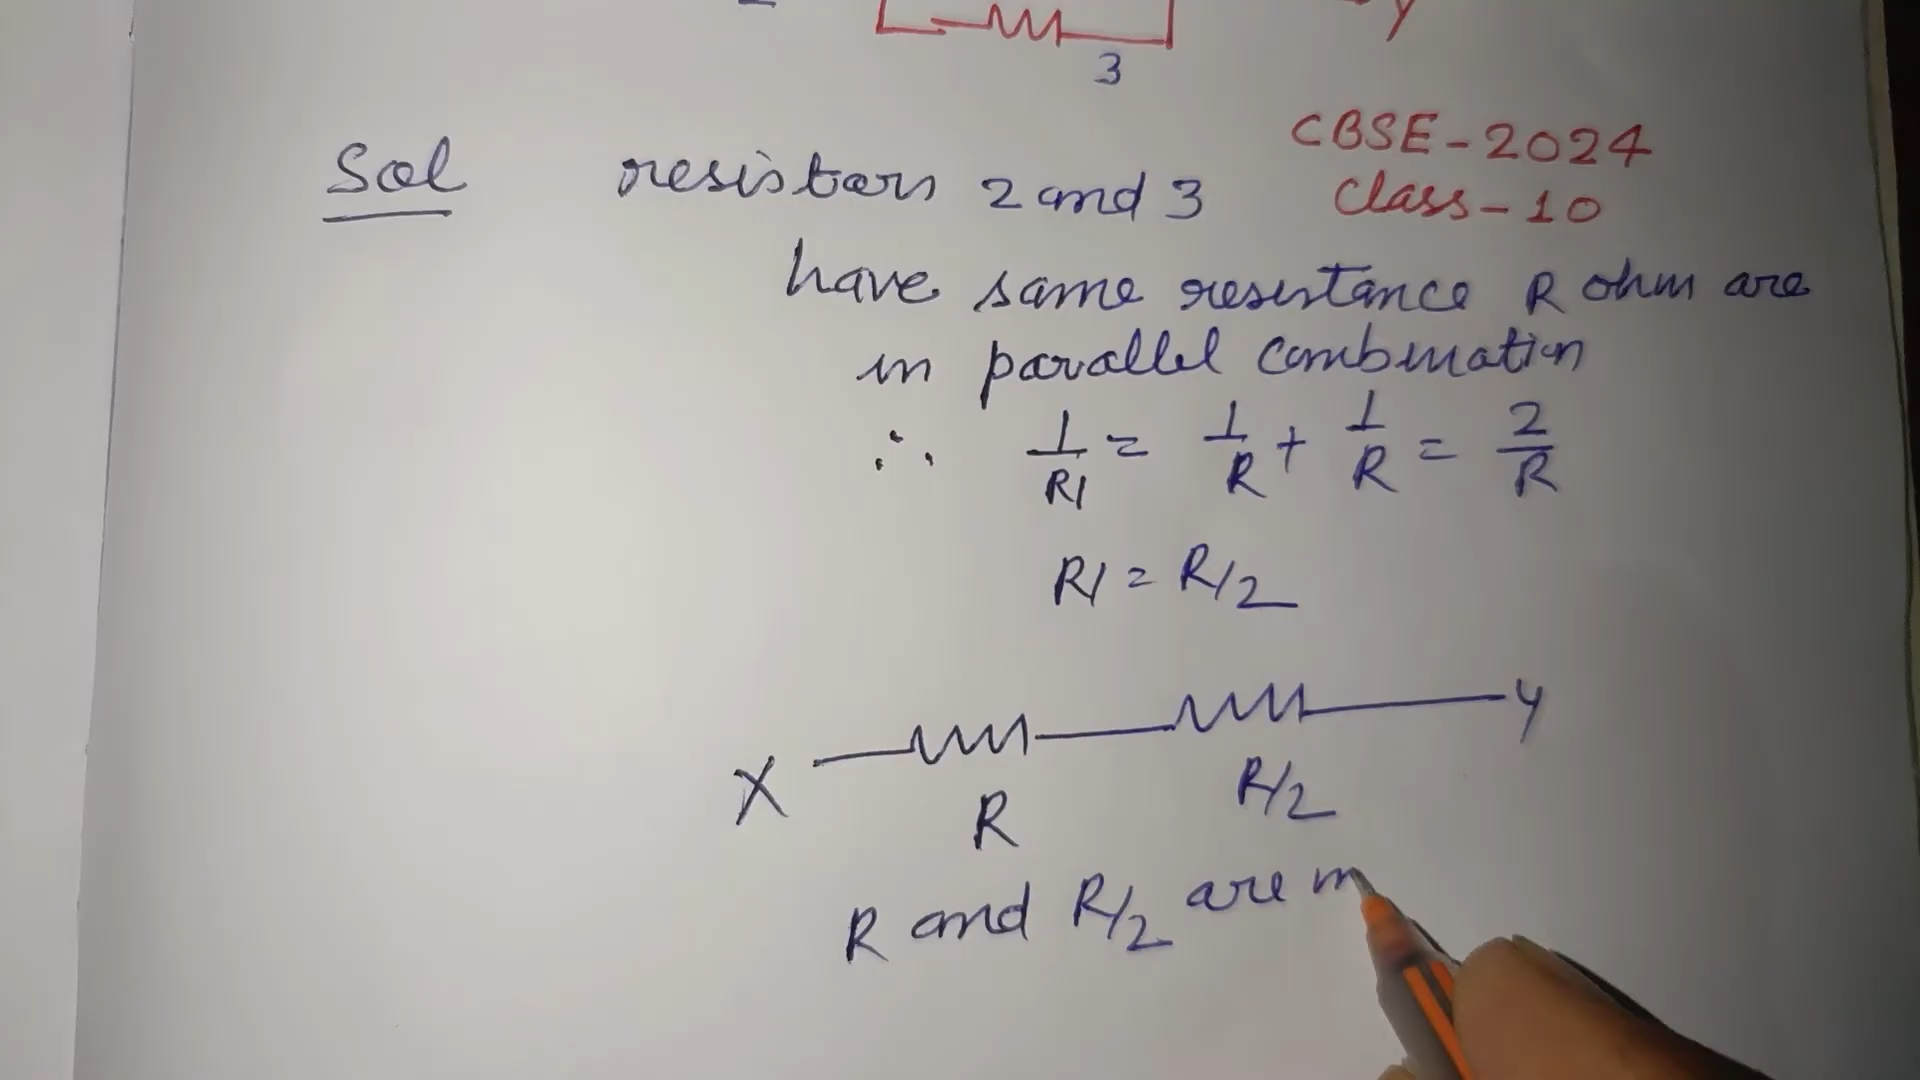 y
3
CBSE-2024
Class-10
Sol resistors 2 and 3
have same resistance R ohm are
in parallel combination
∴ 1/R1 = 1/R + 1/R = 2/R
R1 = R/2
X Y
R R/2
R and R/2 are in